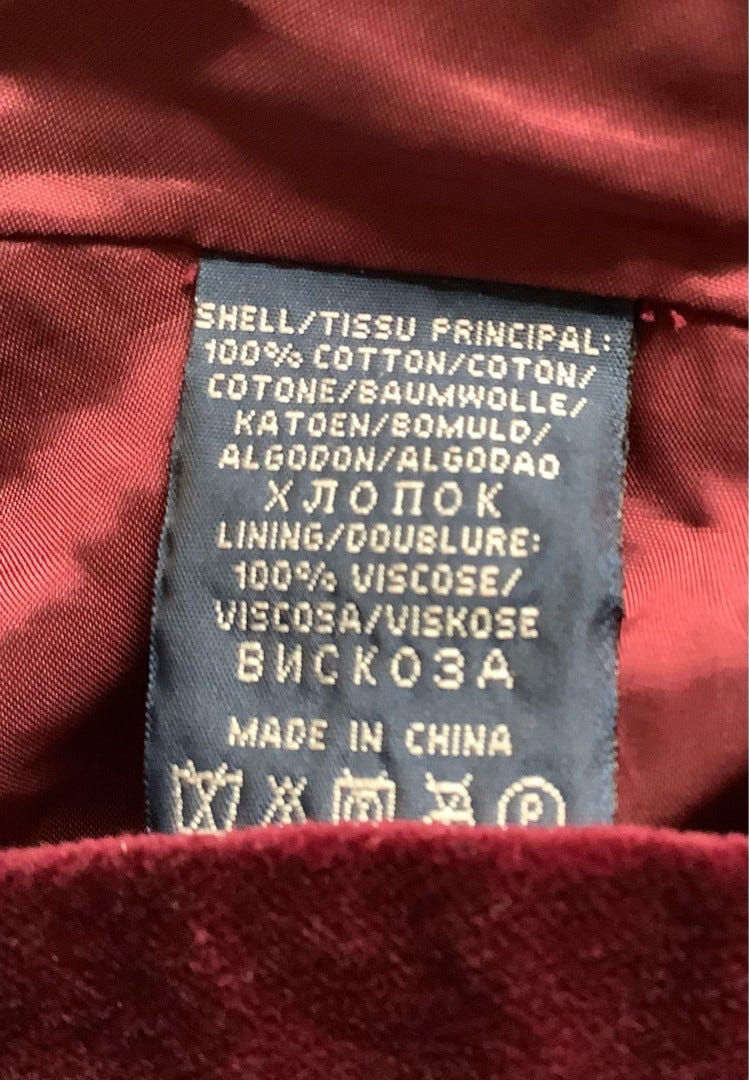 SHELL/TISSU PRINCIPAL:
100% COTTON/COTON/
COTONE/BAUMWOLLE/
KATOEN/BOMULD/
ALGODON/ALGODAO
ХЛОПОК
LINING/DOUBLURE:
100% VISCOSE/
VISCOSA/VISKOSE
ВИСКОЗА
MADE IN CHINA
P